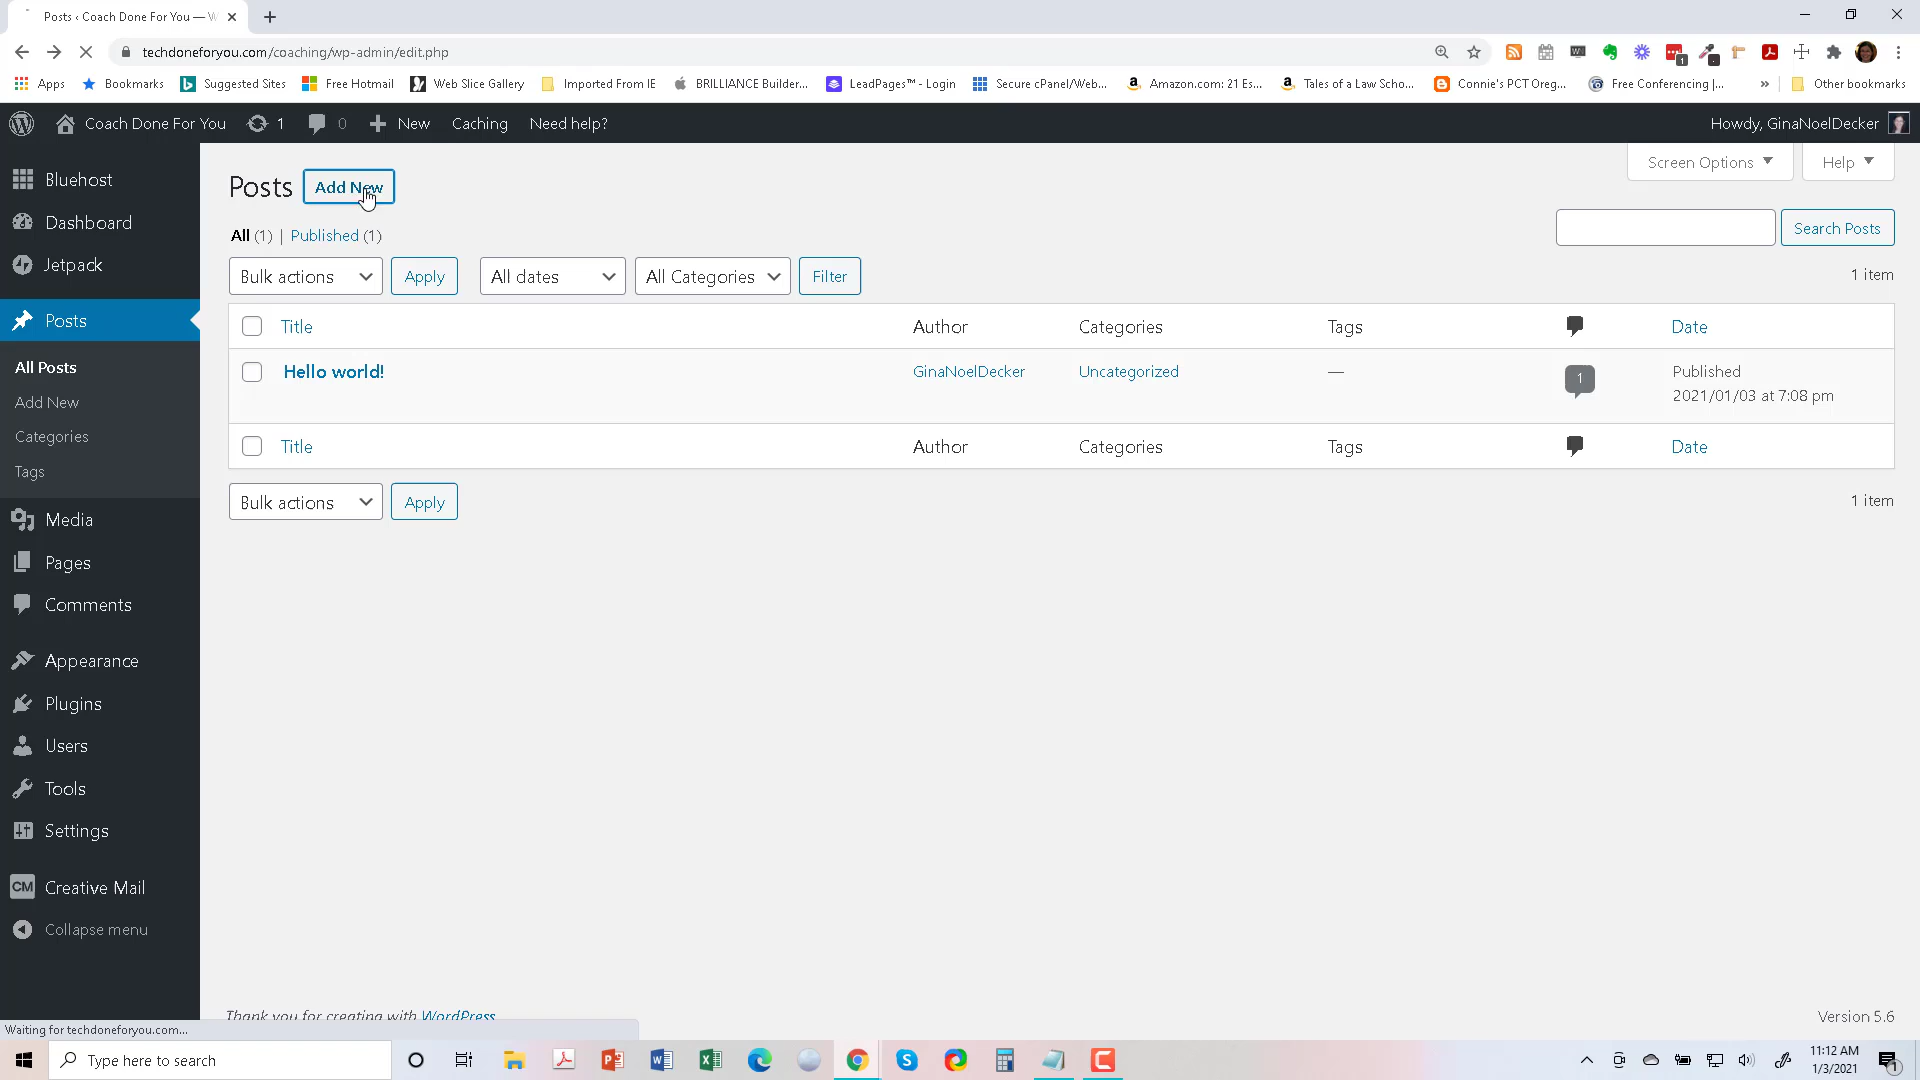 Posts ‹ Coach Done For You — W
techdoneforyou.com/coaching/wp-admin/edit.php
Apps Bookmarks Suggested Sites Free Hotmail Web Slice Gallery Imported From IE BRILLIANCE Builder... LeadPages™ - Login Secure cPanel/Web... Amazon.com: 21 Es... Tales of a Law Scho... Connie's PCT Oreg... Free Conferencing |... » Other bookmarks
Coach Done For You 1 0 New Caching Need help? Howdy, GinaNoelDecker
Screen Options Help
Bluehost
Dashboard
Jetpack
Posts
All Posts
Add New
Categories
Tags
Media
Pages
Comments
Appearance
Plugins
Users
Tools
Settings
CM Creative Mail
Collapse menu
Posts Add New
All (1) | Published (1)
Search Posts
Bulk actions Apply All dates All Categories Filter
1 item
Title Author Categories Tags Date
Hello world! GinaNoelDecker Uncategorized — 1 Published
2021/01/03 at 7:08 pm
Title Author Categories Tags Date
Bulk actions Apply
1 item
Thank you for creating with WordPress
Version 5.6
Waiting for techdoneforyou.com...
Type here to search
11:12 AM
1/3/2021
1